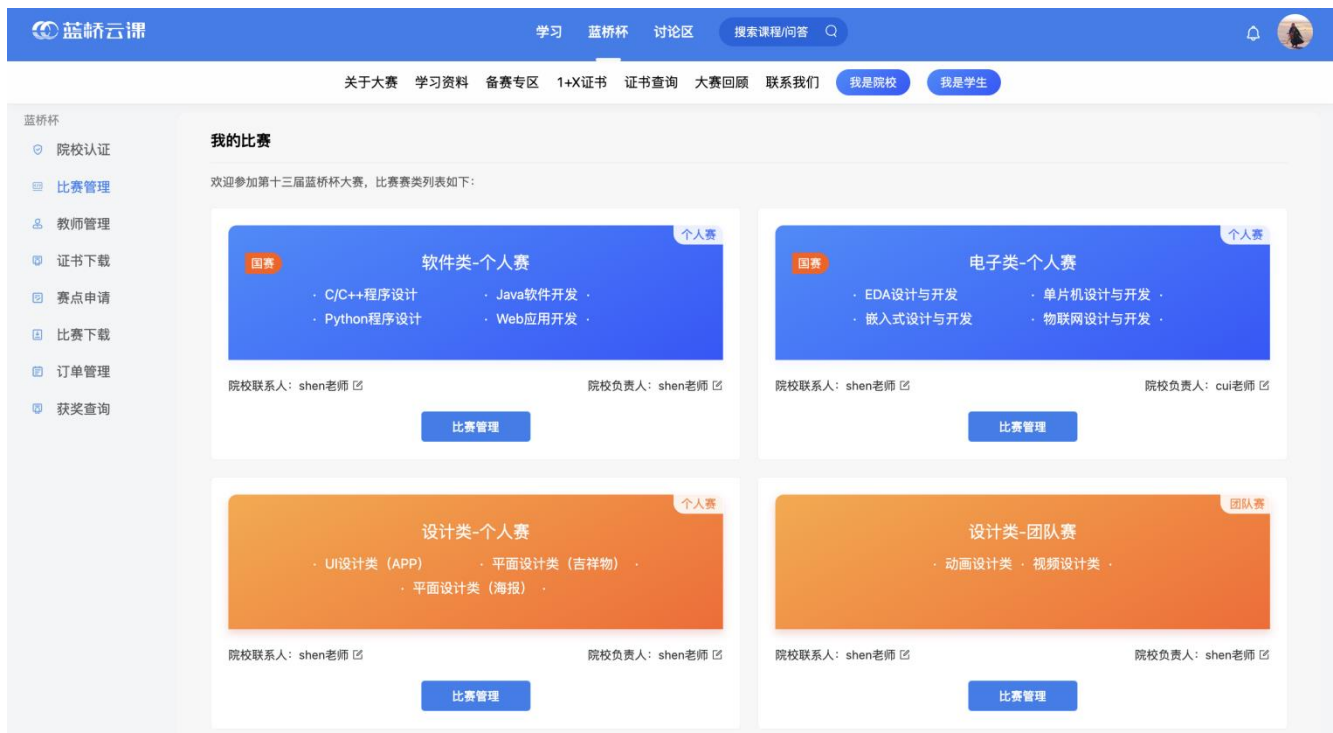 蓝桥云课
学习 蓝桥杯 讨论区 搜索课程/问答
关于大赛 学习资料 备赛专区 1+X证书 证书查询 大赛回顾 联系我们 我是院校 我是学生
蓝桥杯
院校认证
比赛管理
教师管理
证书下载
赛点申请
比赛下载
订单管理
获奖查询
我的比赛
欢迎参加第十三届蓝桥杯大赛，比赛赛类列表如下：
个人赛
国赛
软件类-个人赛
· C/C++程序设计 · Java软件开发 ·
· Python程序设计 · Web应用开发 ·
院校联系人：shen老师 院校负责人：shen老师
比赛管理
个人赛
国赛
电子类-个人赛
· EDA设计与开发 · 单片机设计与开发 ·
· 嵌入式设计与开发 · 物联网设计与开发 ·
院校联系人：shen老师 院校负责人：cui老师
比赛管理
个人赛
设计类-个人赛
· UI设计类（APP） · 平面设计类（吉祥物） ·
· 平面设计类（海报） ·
院校联系人：shen老师 院校负责人：shen老师
比赛管理
团队赛
设计类-团队赛
· 动画设计类 · 视频设计类 ·
院校联系人：shen老师 院校负责人：shen老师
比赛管理